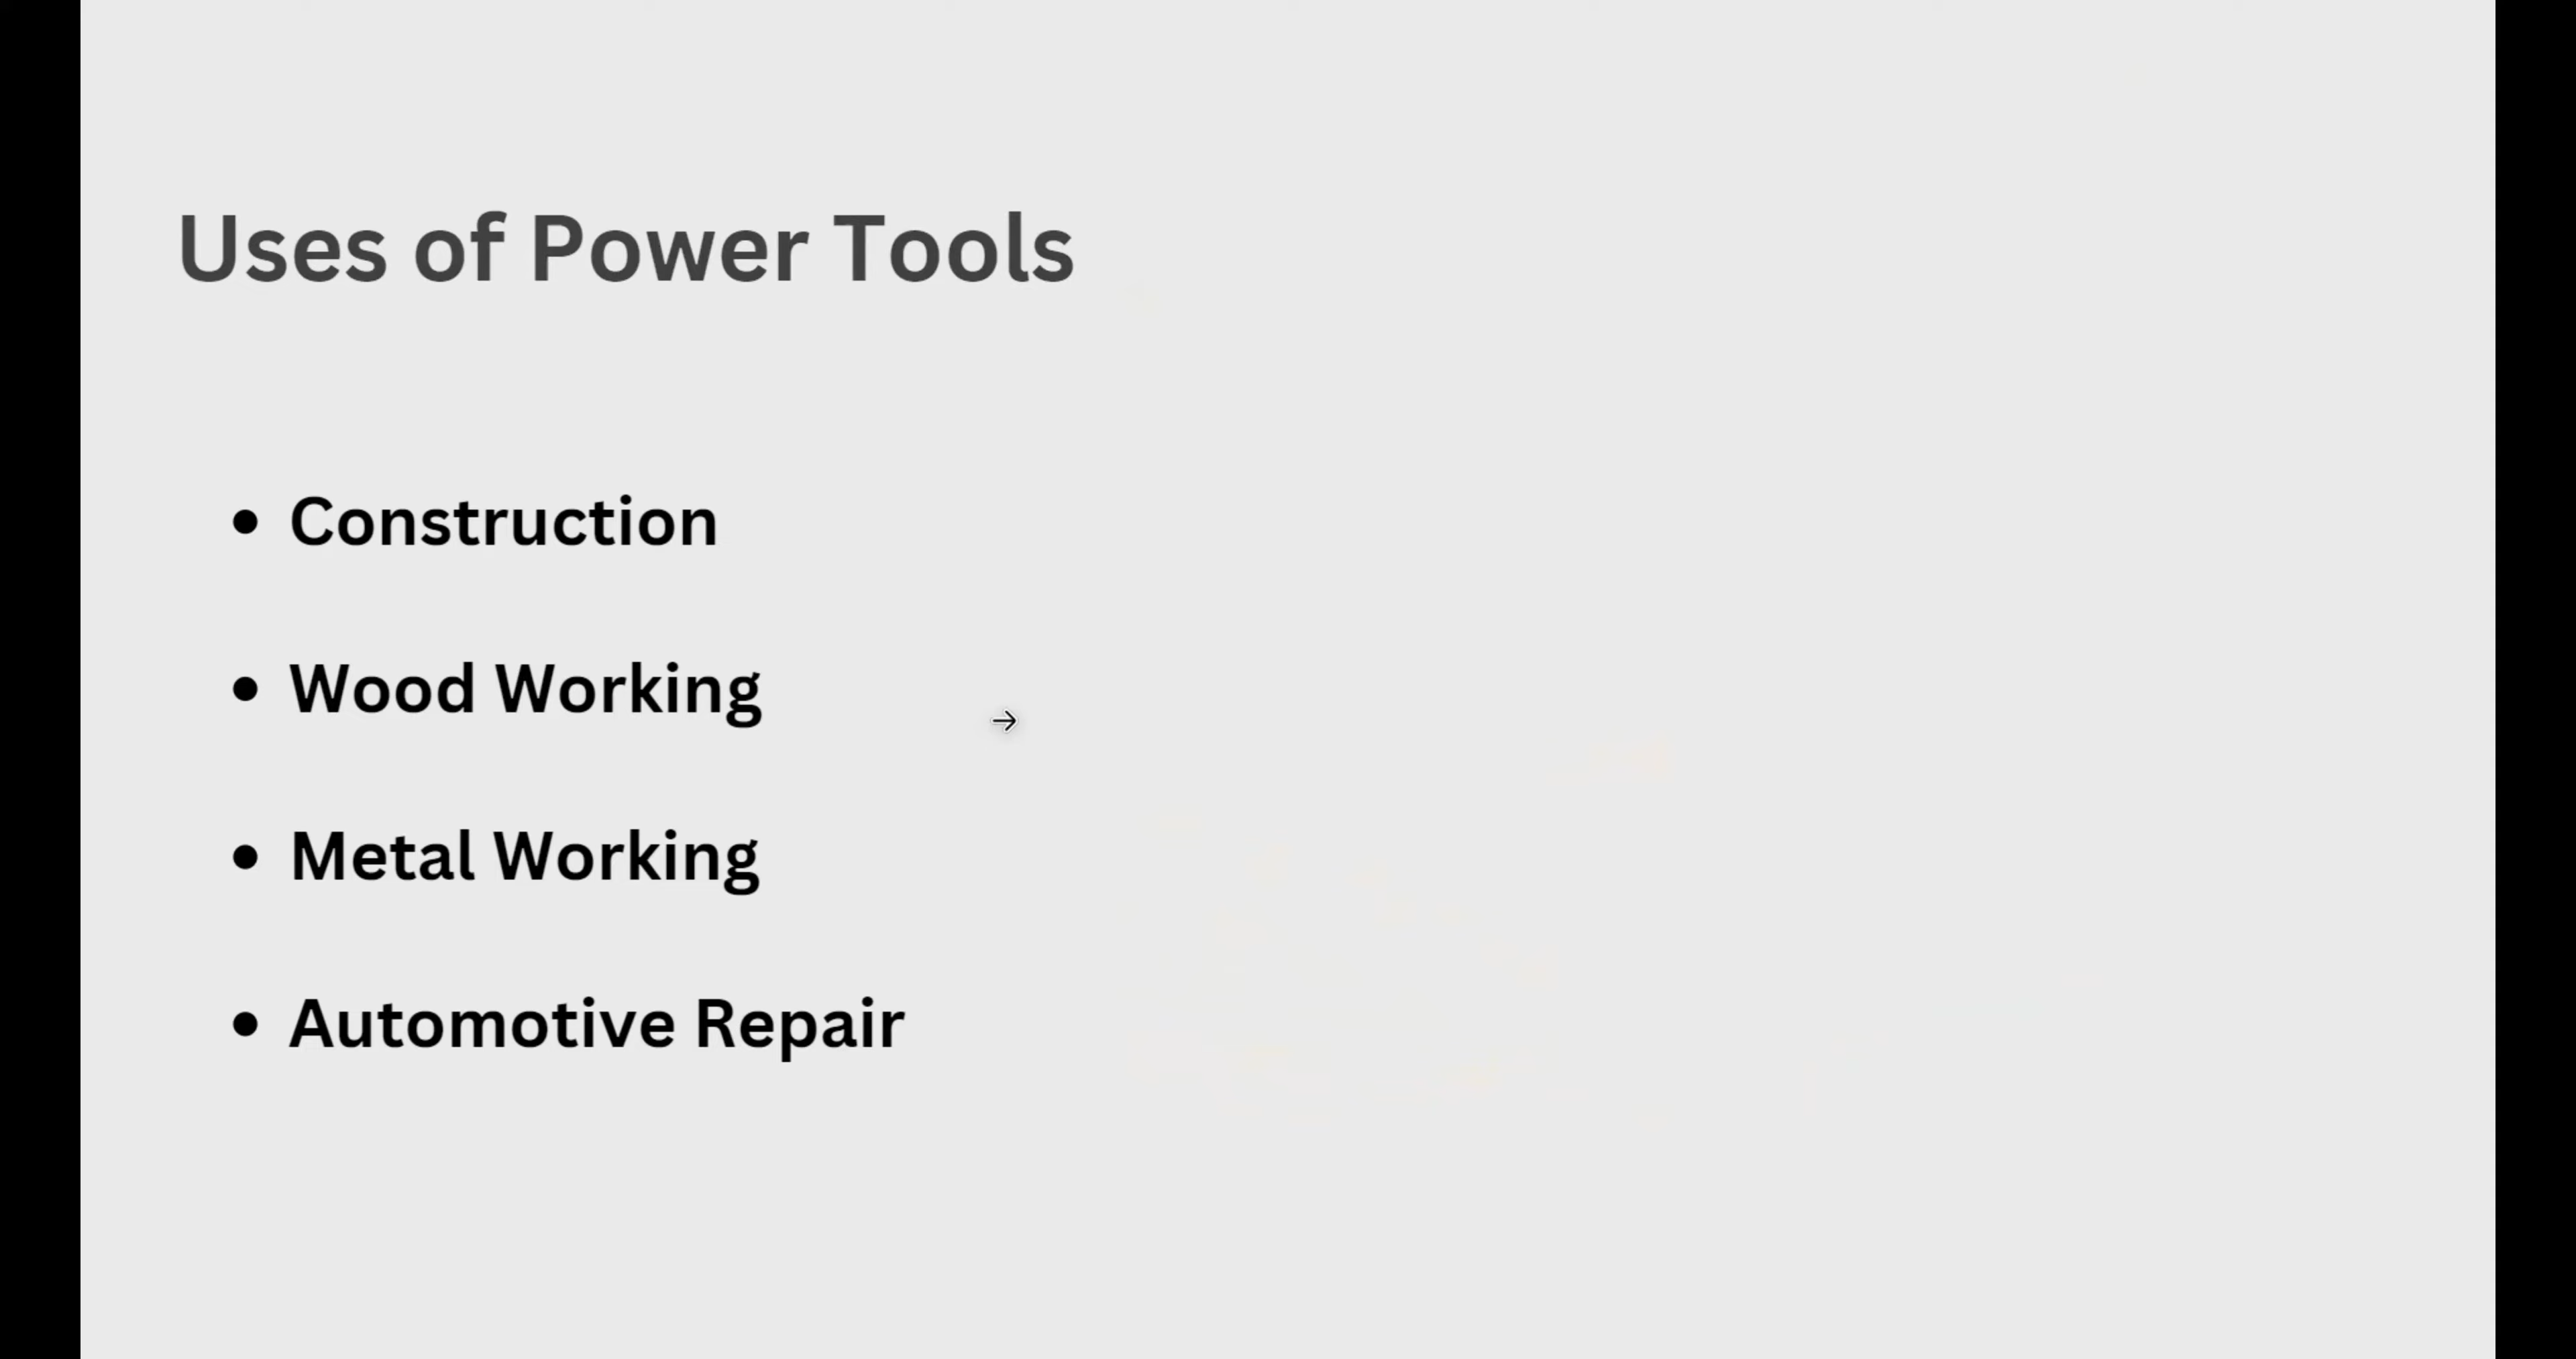 Uses of Power Tools
• Construction
• Wood Working
• Metal Working
• Automotive Repair